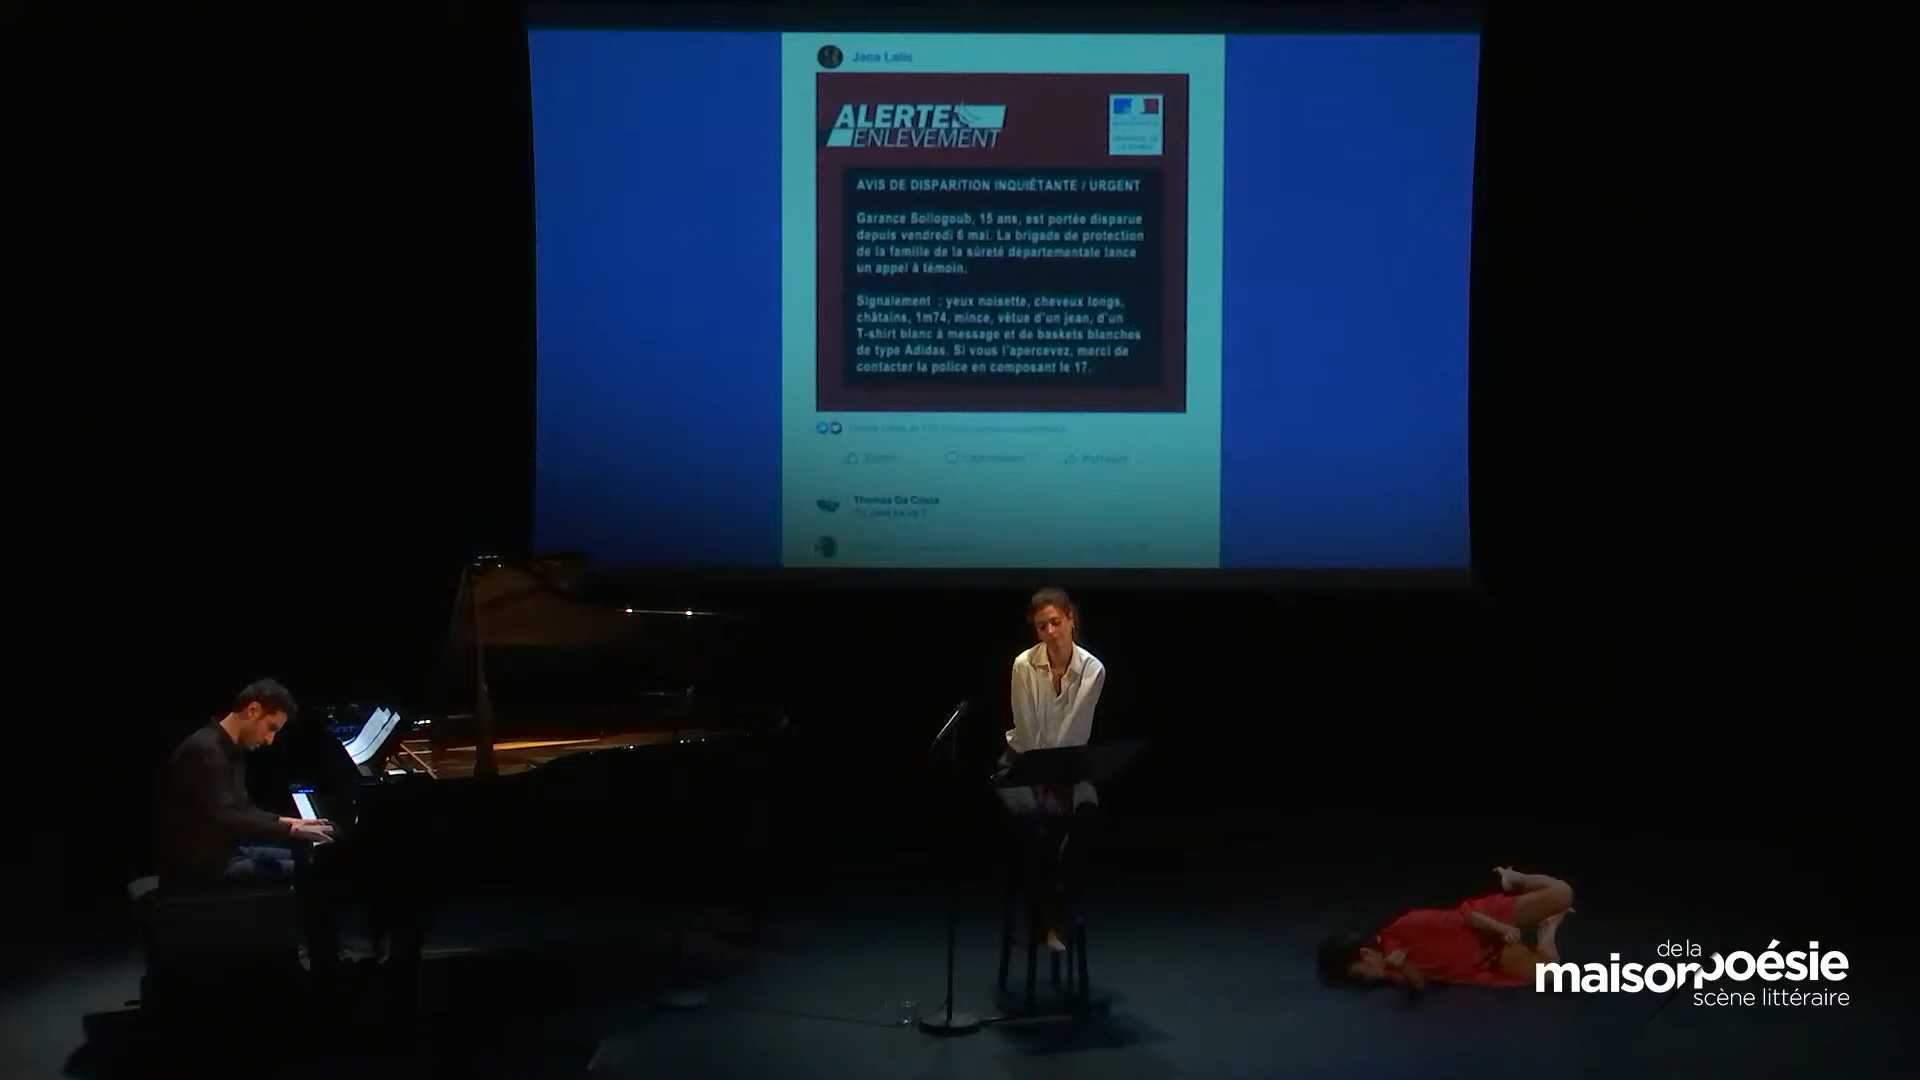 Jana Lalis
ALERTE
ENLEVEMENT
AVIS DE DISPARITION INQUIÉTANTE / URGENT
Garance Sollogoub, 15 ans, est portée disparue
depuis vendredi 6 mai. La brigade de protection
de la famille de la sûreté départementale lance
un appel à témoin.
Signalement : yeux noisette, cheveux longs,
châtains, 1m74, mince, vêtue d'un jean, d'un
T-shirt blanc à message et de baskets blanches
de type Adidas. Si vous l'apercevez, merci de
contacter la police en composant le 17.
Partager
Thomas Da Costa
de la
maison poésie
scène littéraire